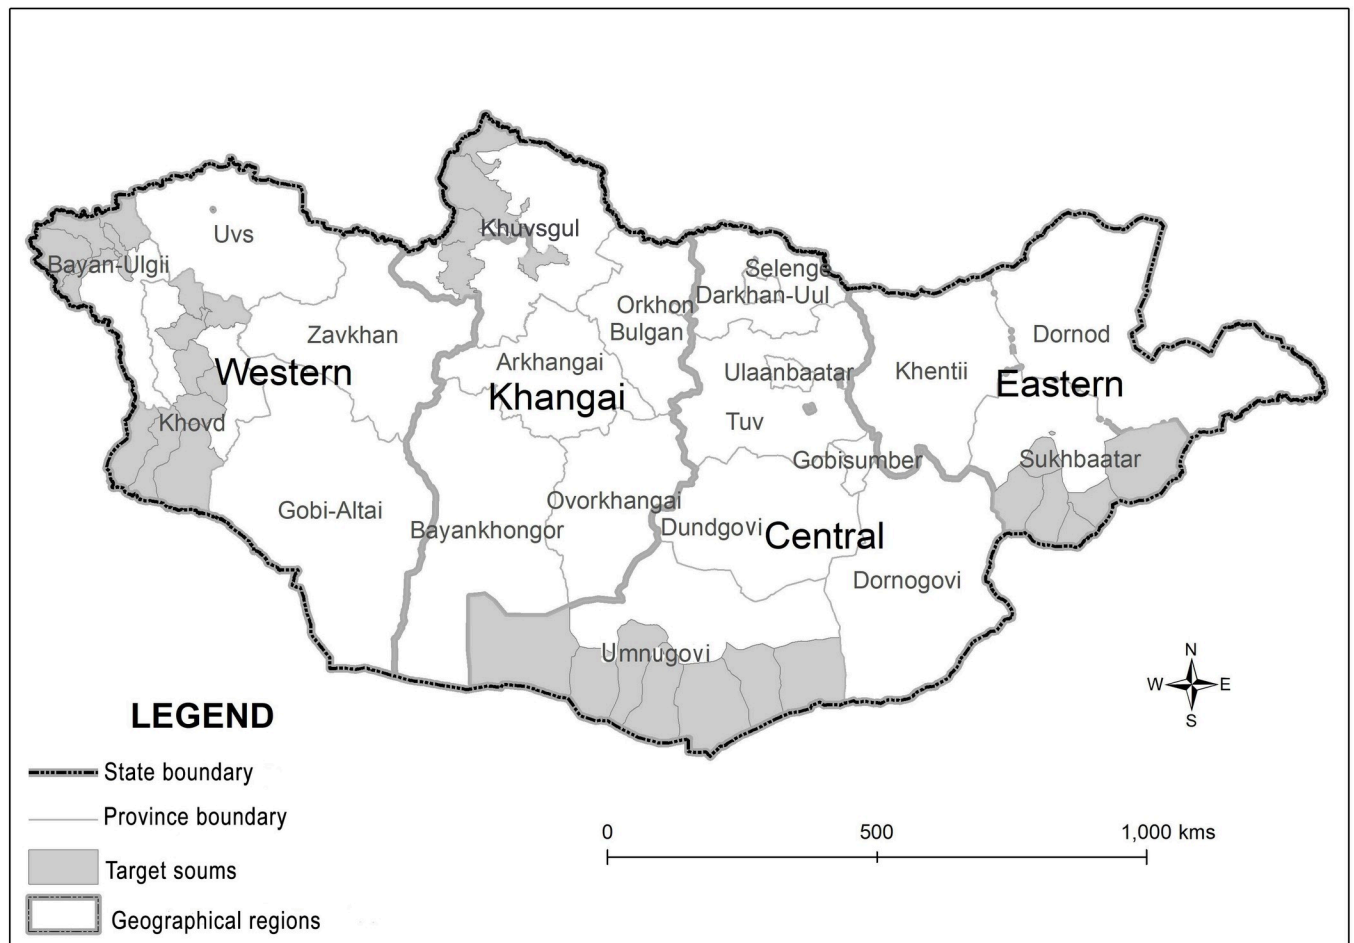 Uvs
Khuvsgul
Bayan-Ulgii
Selenge
Darkhan-Uul
Orkhon
Bulgan
Zavkhan
Dornod
Arkhangai
Ulaanbaatar
Khentii
Western
Khangai
Eastern
Khovd
Tuv
Gobisumber
Sukhbaatar
Gobi-Altai
Ovorkhangai
Bayankhongor
Dundgovi
Central
Dornogovi
Umnugovi
N
W
E
S
LEGEND
State boundary
Province boundary
Target soums
Geographical regions
0 500 1,000 kms